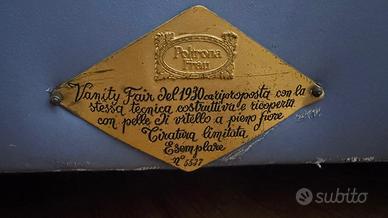 Poltrona
Frau
Vanity Fair del 1930 co riproposta con la
stessa tecnica costruttiva e ricoperta
con pelle di vitello a pieno fiore
Tiratura limitata
Esemplare
n° 5537
subito